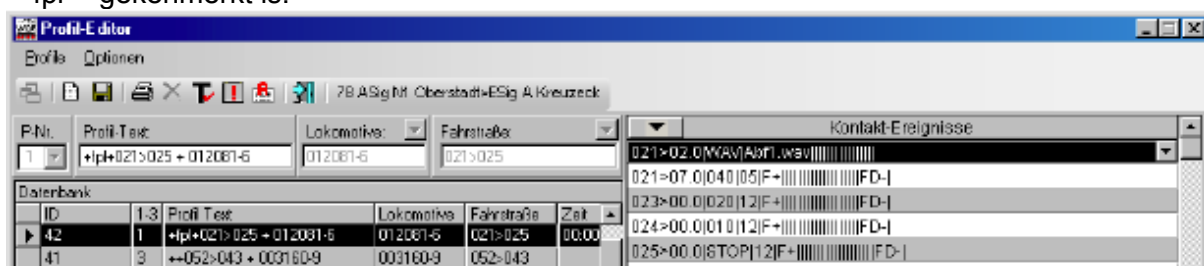 gekenmerkt is.
Profil-Editor
Profile Optionen
78 ASig N1 Oberstadt>ESig A Kreuzeck
P-Nr. Profil-Text: Lokomotive: Fahrstraße: Kontakt-Ereignisse
1 +fpl+021>025 + 012081-6 012081-6 021>025
021>02.0|WAV|Abf1.wav|||||||||||||||
021>07.0|040|05|F+||||||||||||||||FD-|
Datenbank
023>00.0|020|12|F+||||||||||||||||FD-|
ID 1-3 Profil Text Lokomotive Fahrstraße Zeit
024>00.0|010|12|F+||||||||||||||||FD-|
42 1 +fpl+021>025 + 012081-6 012081-6 021>025 00:00
025>00.0|STOP|12|F+||||||||||||||||FD-|
41 3 ++052>043 + 003160-9 003160-9 052>043